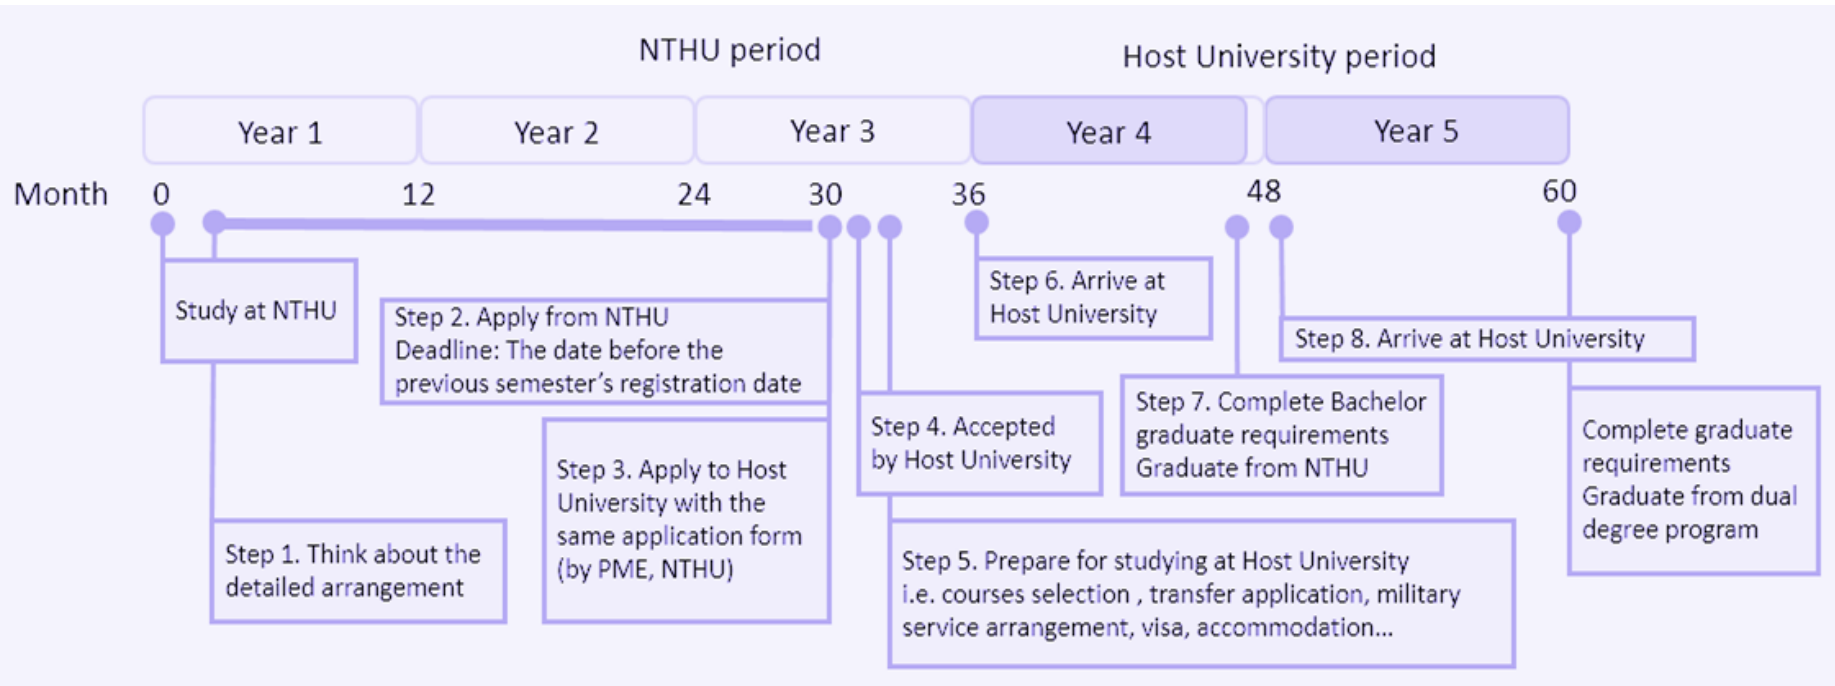 NTHU period
Host University period
Year 1
Year 2
Year 3
Year 4
Year 5
Month
0
12
24
30
36
48
60
Study at NTHU
Step 1. Think about the
detailed arrangement
Step 2. Apply from NTHU
Deadline: The date before the
previous semester's registration date
Step 3. Apply to Host
University with the
same application form
(by PME, NTHU)
Step 4. Accepted
by Host University
Step 5. Prepare for studying at Host University
i.e. courses selection , transfer application, military
service arrangement, visa, accommodation...
Step 6. Arrive at
Host University
Step 7. Complete Bachelor
graduate requirements
Graduate from NTHU
Step 8. Arrive at Host University
Complete graduate
requirements
Graduate from dual
degree program